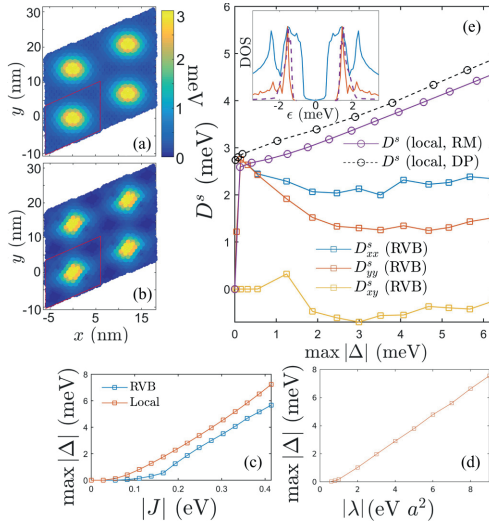 (a)
y (nm)
30
20
10
0
-10
3
2
1
0
meV
(b)
y (nm)
30
20
10
0
-10
0
10
x (nm)
(e)
DOS
-4
-2
0
2
4
ϵ (meV)
D^s (local, RM)
D^s (local, DP)
D^s_xx (RVB)
D^s_yy (RVB)
D^s_xy (RVB)
D^s (meV)
6
5
4
3
2
1
0
0
1
2
3
4
5
6
max |Δ| (meV)
(c)
RVB
Local
max |Δ| (meV)
8
6
4
2
0
0
0.1
0.2
0.3
0.4
|J| (eV)
(d)
max |Δ| (meV)
8
6
4
2
0
0
2
4
6
8
|λ|(eV a²)